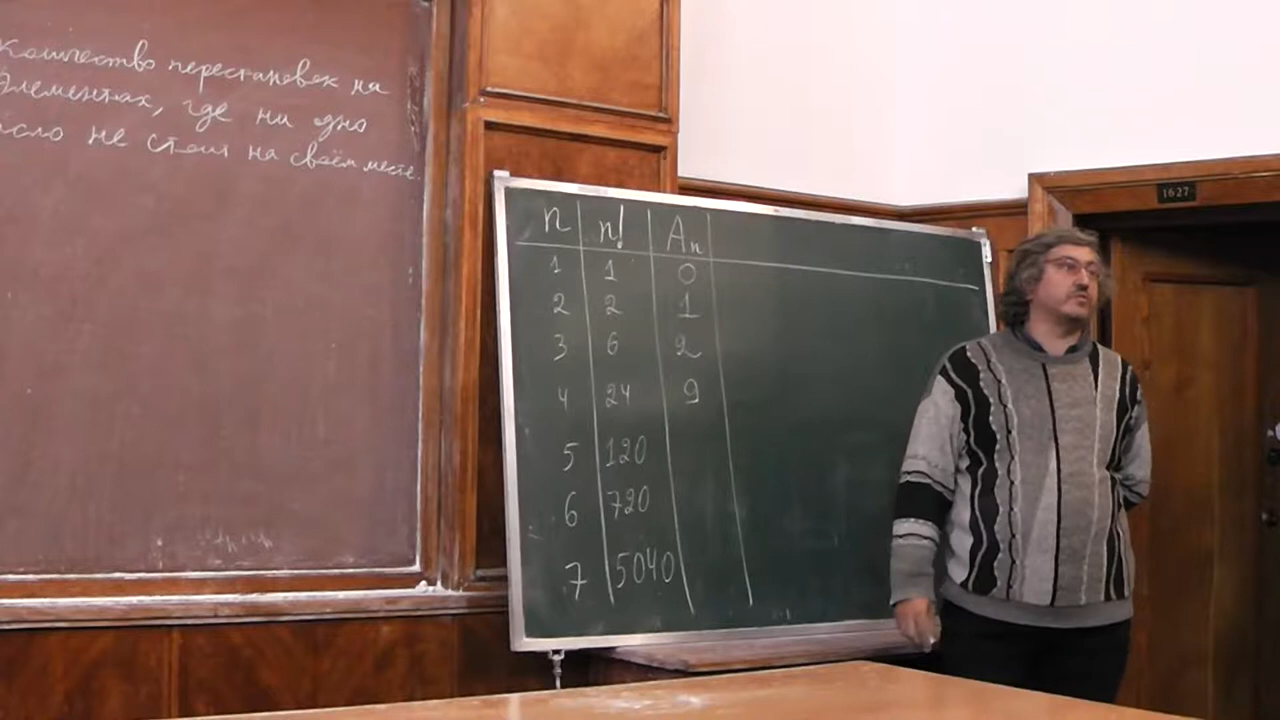 Количество перестановок на
элементах, где ни одно
число не стоит на своём месте.
n n! An
1 1 0
2 2 1
3 6 2
4 24 9
5 120
6 720
7 5040
1627